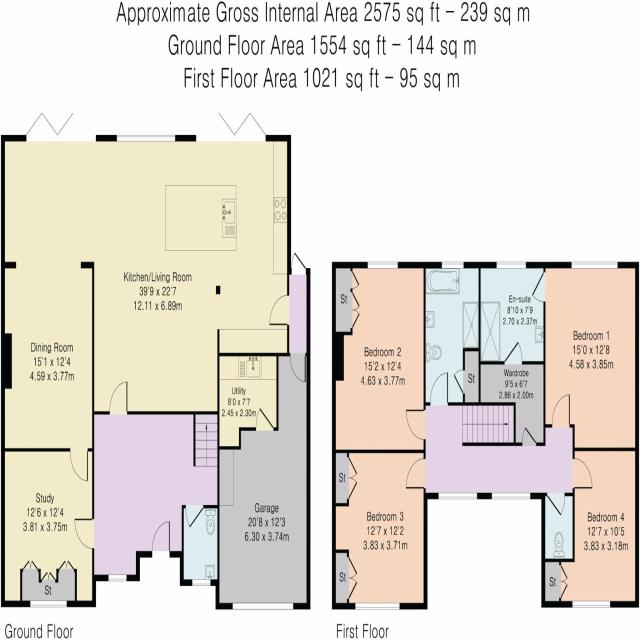 Approximate Gross Internal Area 2575 sq ft – 239 sq m
Ground Floor Area 1554 sq ft – 144 sq m
First Floor Area 1021 sq ft – 95 sq m
Kitchen/Living Room
39'9 x 22'7
12.11 x 6.89m
Dining Room
15'1 x 12'4
4.59 x 3.77m
Utility
8'0 x 7'7
2.45 x 2.30m
Study
12'6 x 12'4
3.81 x 3.75m
St
Garage
20'8 x 12'3
6.30 x 3.74m
Ground Floor
St
En-suite
8'10 x 7'9
2.70 x 2.37m
Bedroom 1
15'0 x 12'8
4.58 x 3.85m
Bedroom 2
15'2 x 12'4
4.63 x 3.77m
St
Wardrobe
9'5 x 6'7
2.86 x 2.00m
St
Bedroom 3
12'7 x 12'2
3.83 x 3.71m
St
Bedroom 4
12'7 x 10'5
3.83 x 3.18m
St
First Floor